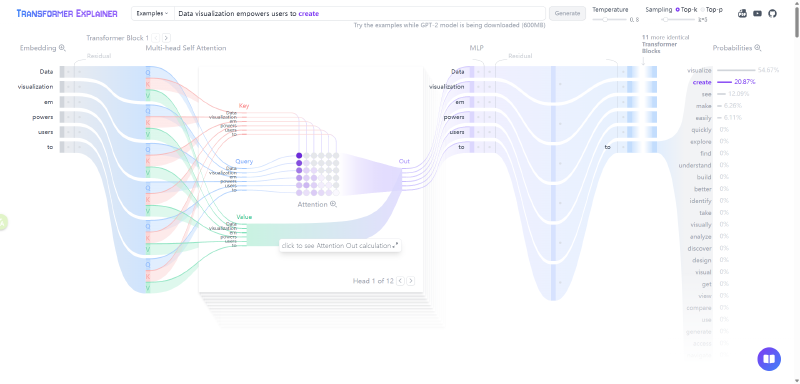 TRANSFORMER EXPLAINER
Examples
Data visualization empowers users to create
Generate
Temperature
0.8
Sampling
Top-k
Top-p
Try the examples while GPT-2 model is being downloaded (600MB)
Transformer Block 1
11 more identical
Transformer
Blocks
Embedding
Multi-head Self Attention
MLP
Probabilities
Residual
Residual
Data
visualization
em
powers
users
to
Q
K
V
Q
K
V
Q
K
V
Q
K
V
Q
K
V
Q
K
V
Key
Data
visualization
em
powers
users
to
Query
Data
visualization
em
powers
users
to
Value
Data
visualization
em
powers
users
to
Attention
Out
click to see Attention Out calculation
Head 1 of 12
Data
visualization
em
powers
users
to
to
visualize 54.67%
create 20.87%
see 12.09%
make 6.26%
easily 6.11%
quickly 0%
explore 0%
find 0%
understand 0%
build 0%
better 0%
identify 0%
take 0%
visually 0%
analyze 0%
discover 0%
design 0%
visual 0%
get 0%
view 0%
compare 0%
use 0%
generate 0%